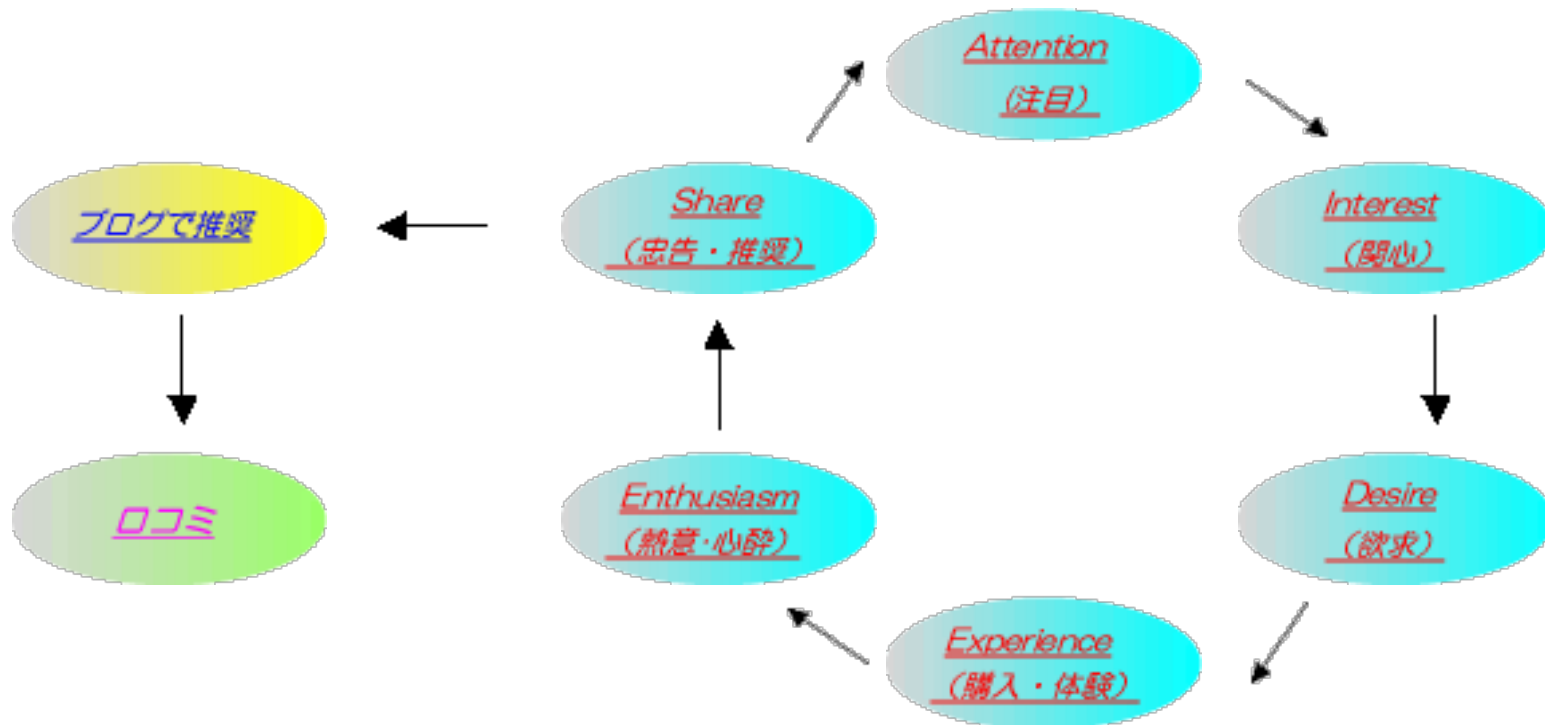 Attention
(注目)
Share
(忠告・推奨)
ブログで推奨
Interest
(関心)
Enthusiasm
(熱意・心酔)
口コミ
Desire
(欲求)
Experience
(購入・体験)